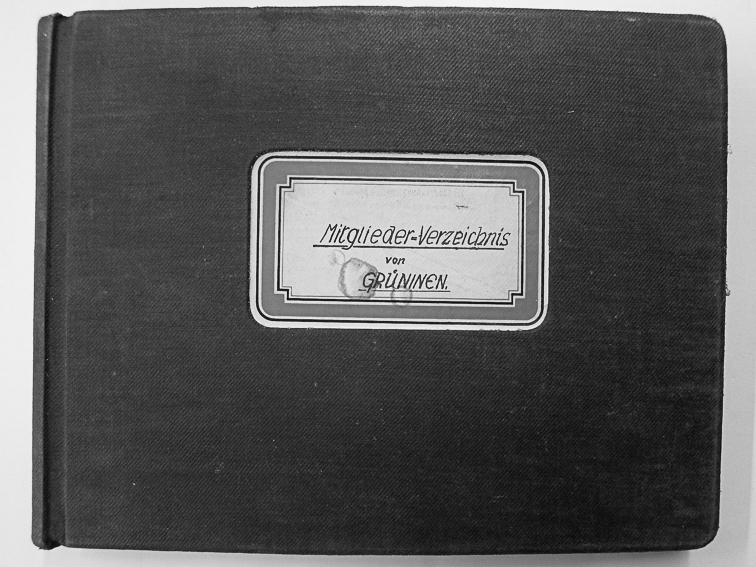 Mitglieder=Verzeichnis
von
GRÜNINEN.